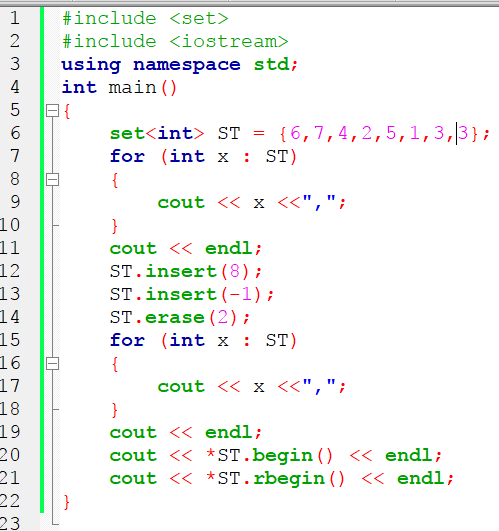 1 #include <set>
2 #include <iostream>
3 using namespace std;
4 int main()
5 {
6     set<int> ST = {6,7,4,2,5,1,3,3};
7     for (int x : ST)
8     {
9         cout << x <<",";
10     }
11     cout << endl;
12     ST.insert(8);
13     ST.insert(-1);
14     ST.erase(2);
15     for (int x : ST)
16     {
17         cout << x <<",";
18     }
19     cout << endl;
20     cout << *ST.begin() << endl;
21     cout << *ST.rbegin() << endl;
22 }
23